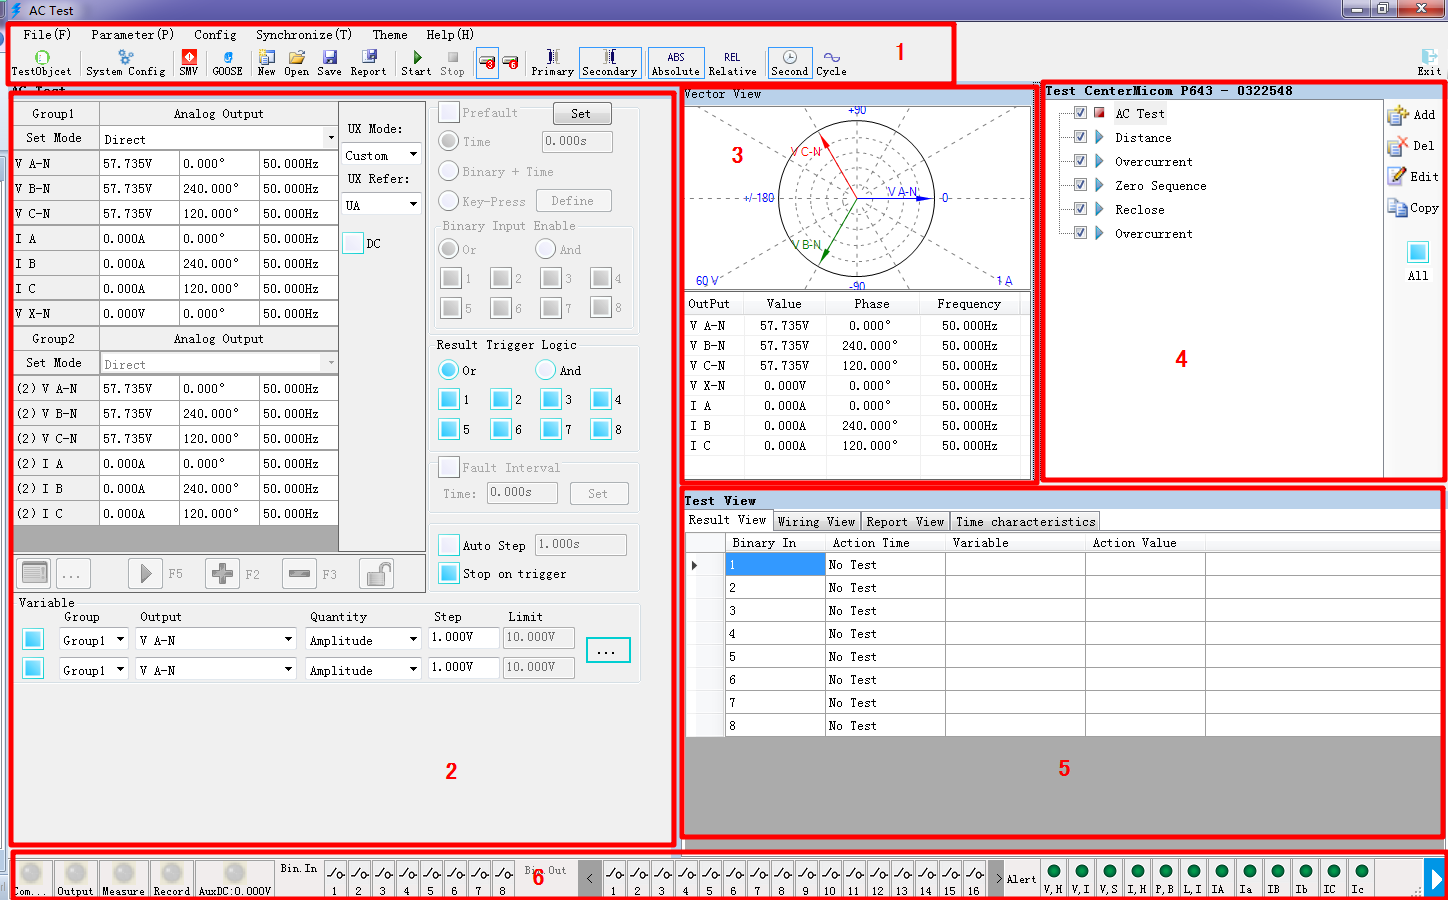 AC Test
File(F) Parameter(P) Config Synchronize(T) Theme Help(H)
1
TestObjcet System Config SMV GOOSE New Open Save Report Start Stop 3 6 Primary Secondary ABS Absolute REL Relative Second Cycle Exit
AC Test
Group1 Analog Output
Set Mode Direct
V A-N 57.735V 0.000° 50.000Hz
V B-N 57.735V 240.000° 50.000Hz
V C-N 57.735V 120.000° 50.000Hz
I A 0.000A 0.000° 50.000Hz
I B 0.000A 240.000° 50.000Hz
I C 0.000A 120.000° 50.000Hz
V X-N 0.000V 0.000° 50.000Hz
Group2 Analog Output
Set Mode Direct
(2) V A-N 57.735V 0.000° 50.000Hz
(2) V B-N 57.735V 240.000° 50.000Hz
(2) V C-N 57.735V 120.000° 50.000Hz
(2) I A 0.000A 0.000° 50.000Hz
(2) I B 0.000A 240.000° 50.000Hz
(2) I C 0.000A 120.000° 50.000Hz
UX Mode:
Custom
UX Refer:
UA
DC
... F5 F2 F3
Prefault Set
Time 0.000s
Binary + Time
Key-Press Define
Binary Input Enable
Or And
1 2 3 4
5 6 7 8
Result Trigger Logic
Or And
1 2 3 4
5 6 7 8
Fault Interval
Time: 0.000s Set
Auto Step 1.000s
Stop on trigger
Variable
Group Output Quantity Step Limit
Group1 V A-N Amplitude 1.000V 10.000V
...
Group1 V A-N Amplitude 1.000V 10.000V
2
Vector View
3
+90
V C-N
+/-180 V A-N 0
V B-N
60 V -90 1 A
OutPut Value Phase Frequency
V A-N 57.735V 0.000° 50.000Hz
V B-N 57.735V 240.000° 50.000Hz
V C-N 57.735V 120.000° 50.000Hz
V X-N 0.000V 0.000° 50.000Hz
I A 0.000A 0.000° 50.000Hz
I B 0.000A 240.000° 50.000Hz
I C 0.000A 120.000° 50.000Hz
Test CenterMicom P643 - 0322548
AC Test
Distance
Overcurrent
Zero Sequence
Reclose
Overcurrent
4
Add
Del
Edit
Copy
All
Test View
Result View Wiring View Report View Time characteristics
Binary In Action Time Variable Action Value
1 No Test
2 No Test
3 No Test
4 No Test
5 No Test
6 No Test
7 No Test
8 No Test
5
Com... Output Measure Record AuxDC:0.000V
Bin.In 1 2 3 4 5 6 7 8
Bin.Out 6 < 1 2 3 4 5 6 7 8 9 10 11 12 13 14 15 16 >
Alert V,H V,I V,S I,H P,B L,I IA Ia IB Ib IC Ic